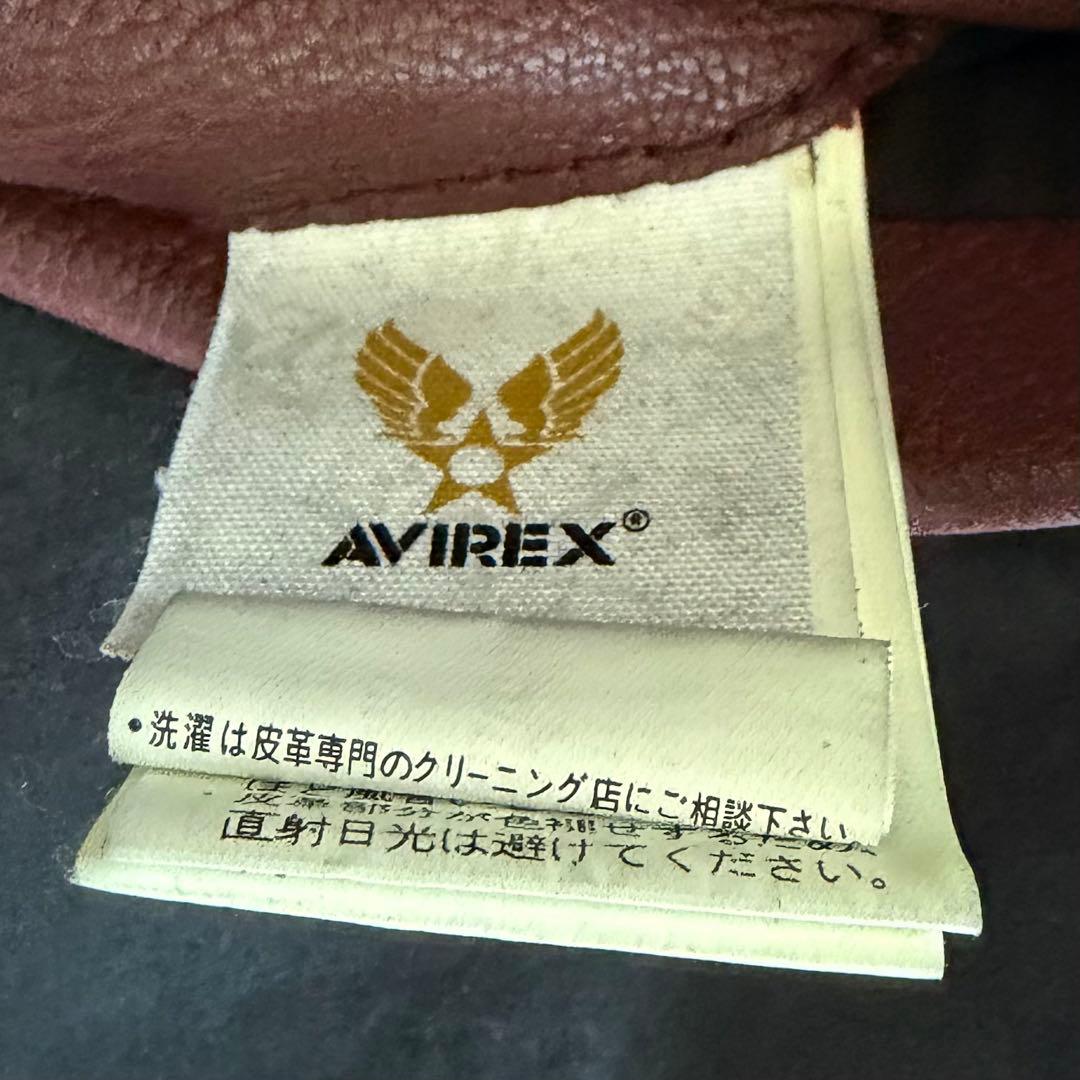 AVIREX®
・洗濯は皮革専門のクリーニング店にご相談下さい
直射日光は避けてください。